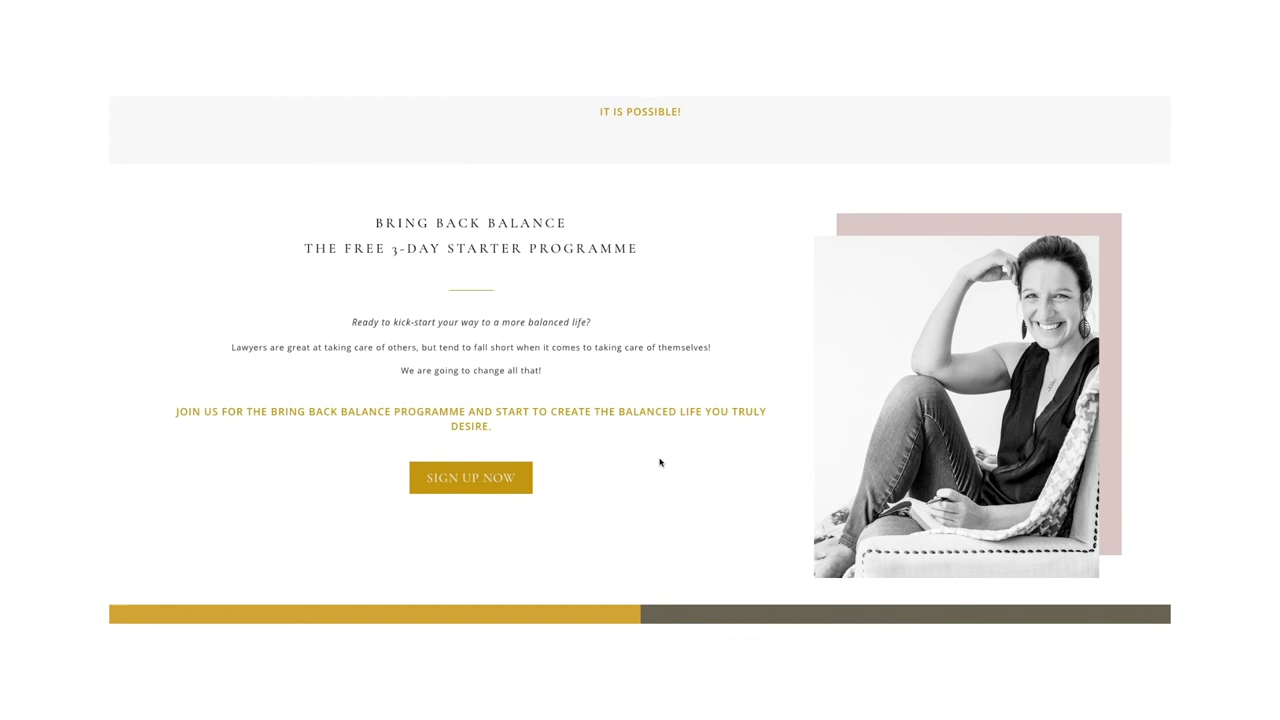 IT IS POSSIBLE!
BRING BACK BALANCE
THE FREE 3-DAY STARTER PROGRAMME
Ready to kick-start your way to a more balanced life?
Lawyers are great at taking care of others, but tend to fall short when it comes to taking care of themselves!
We are going to change all that!
JOIN US FOR THE BRING BACK BALANCE PROGRAMME AND START TO CREATE THE BALANCED LIFE YOU TRULY
DESIRE.
SIGN UP NOW